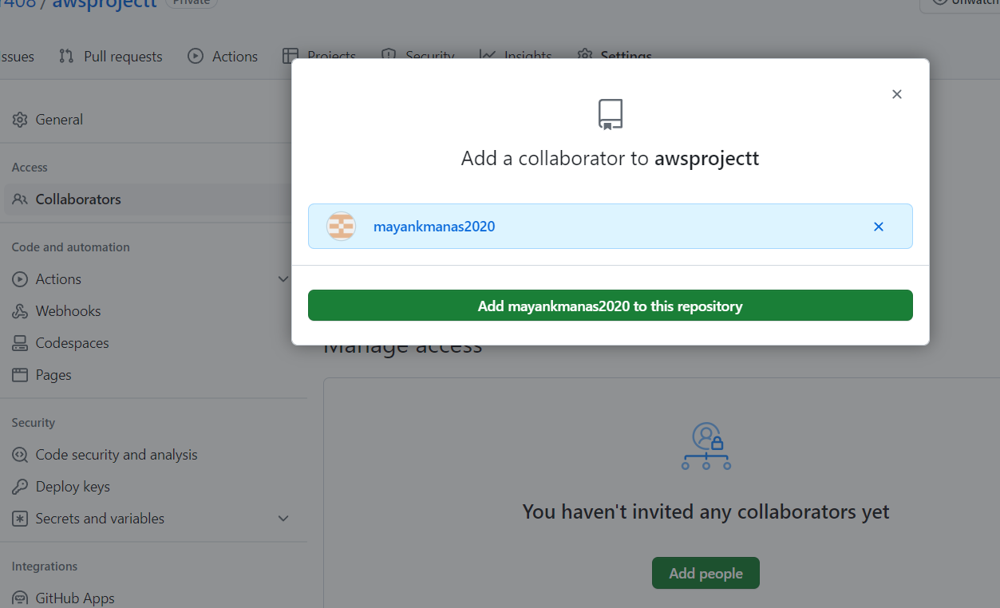 r408 / awsprojectt Private Unwatch
ssues Pull requests Actions Projects Security Insights Settings
General
Access
Collaborators
Code and automation
Actions
Webhooks
Codespaces
Pages
Security
Code security and analysis
Deploy keys
Secrets and variables
Integrations
GitHub Apps
Add a collaborator to awsprojectt
mayankmanas2020
Add mayankmanas2020 to this repository
Manage access
You haven't invited any collaborators yet
Add people